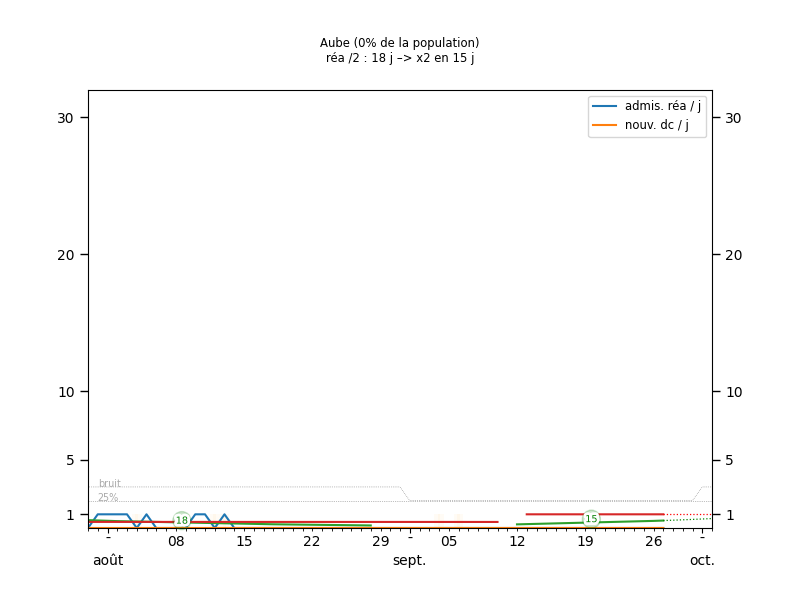 Aube (0% de la population)
réa /2 : 18 j –> x2 en 15 j
admis. réa / j
nouv. dc / j
30
30
20
20
10
10
5
5
bruit
25%
1
1
18
15
- 08 15 22 29 - 05 12 19 26 -
août sept. oct.